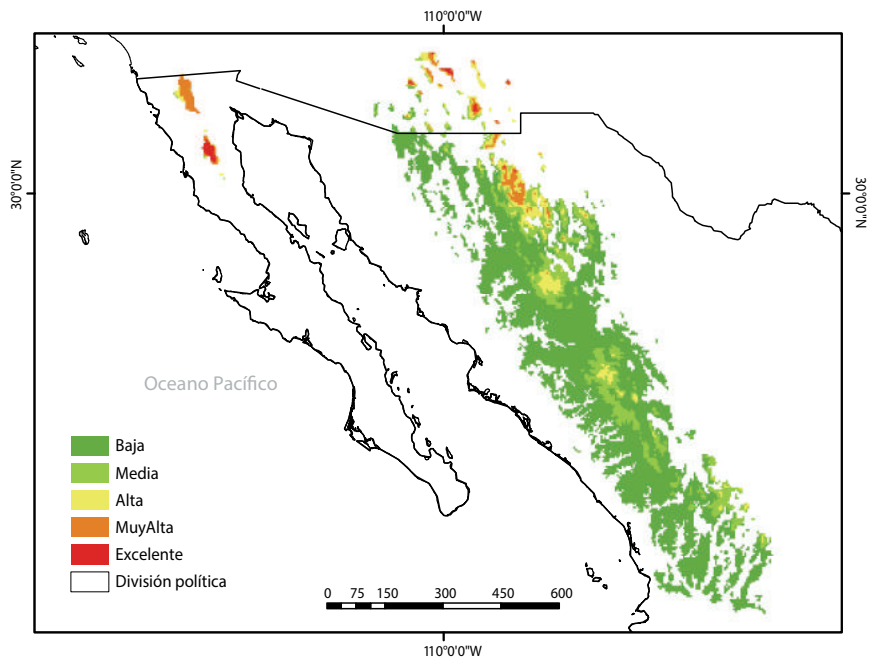 110°0'0"W
30°0'0"N
30°0'0"N
Oceano Pacífico
Baja
Media
Alta
MuyAlta
Excelente
División política
0 75 150 300 450 600
110°0'0"W